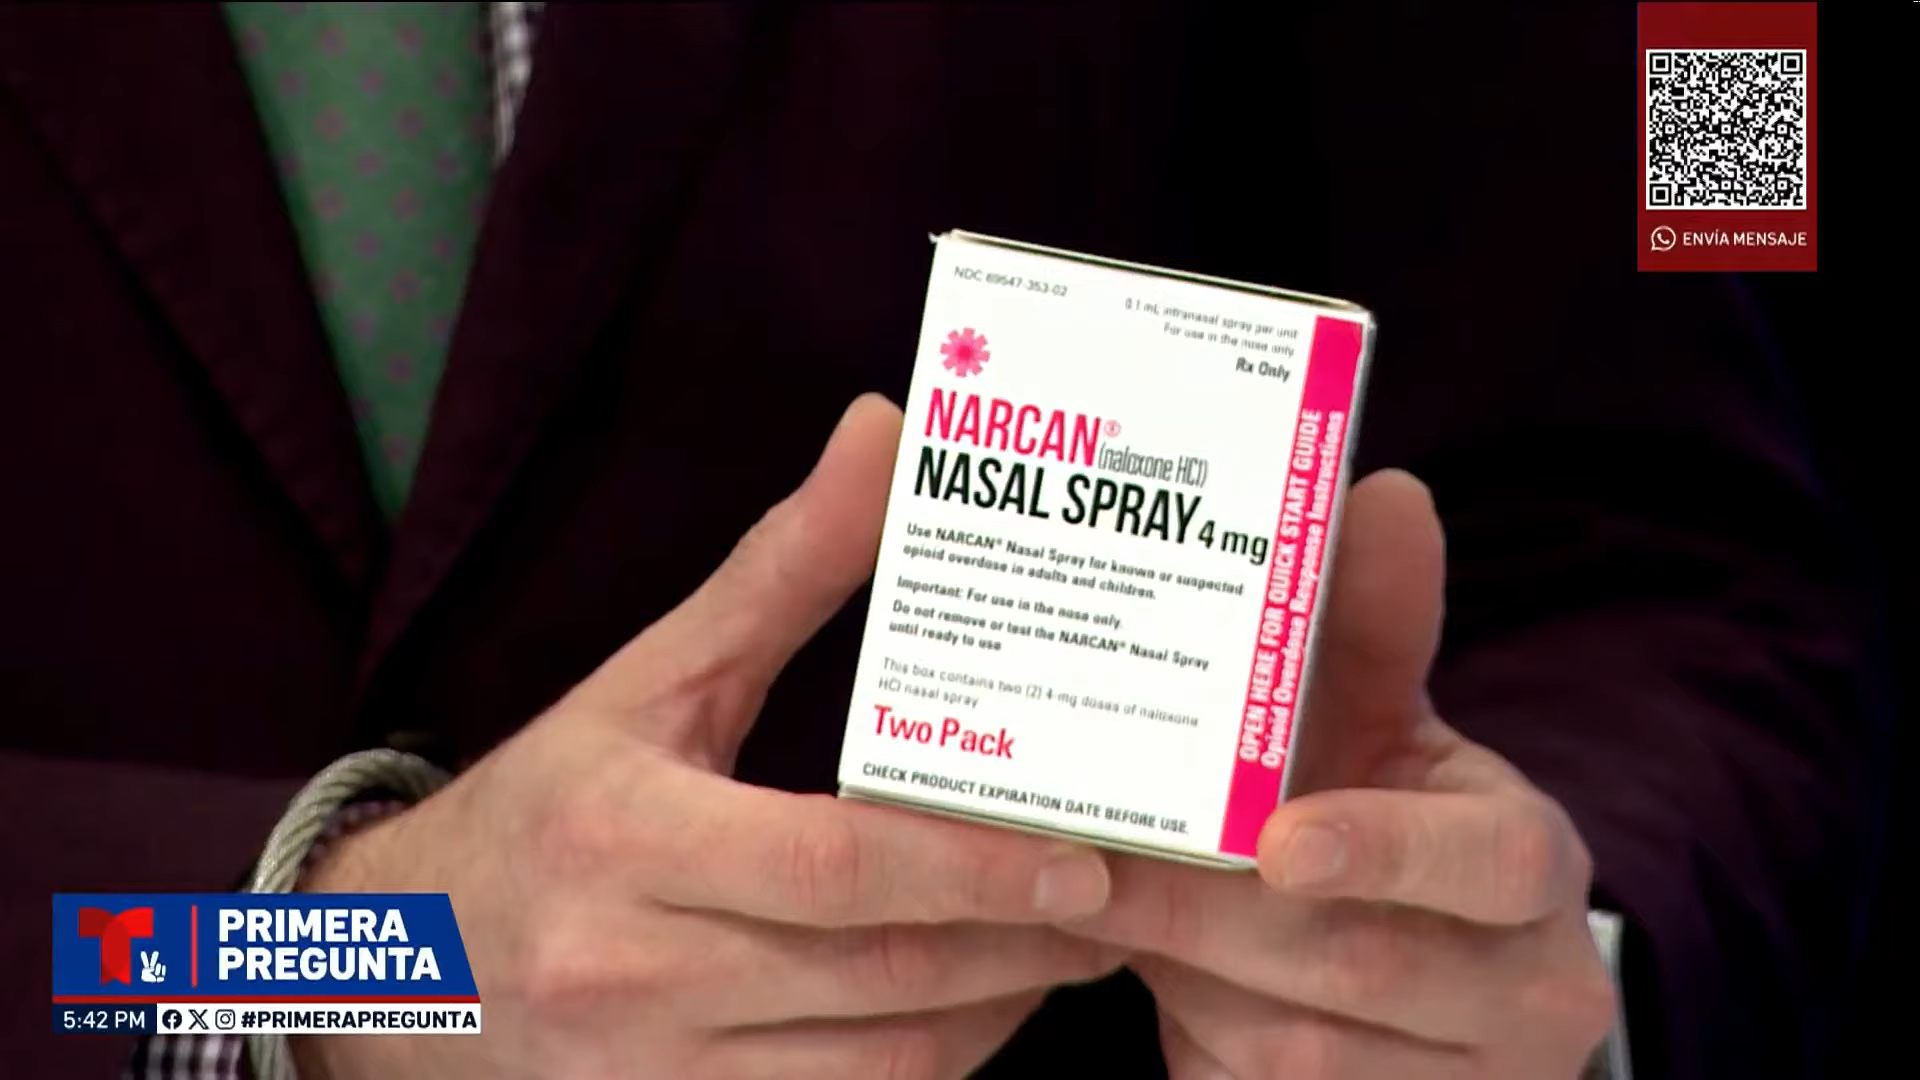 ENVÍA MENSAJE
NDC 69547-353-02
0.1 mL intranasal spray per unit
For use in the nose only
Rx Only
NARCAN®
(naloxone HCl)
NASAL SPRAY 4 mg
Use NARCAN® Nasal Spray for known or suspected
opioid overdose in adults and children.
Important: For use in the nose only.
Do not remove or test the NARCAN® Nasal Spray
until ready to use
This box contains two (2) 4-mg doses of naloxone
HCl nasal spray
Two Pack
CHECK PRODUCT EXPIRATION DATE BEFORE USE.
OPEN HERE FOR QUICK START GUIDE
Opioid Overdose Response Instructions
PRIMERA
PREGUNTA
5:42 PM #PRIMERAPREGUNTA